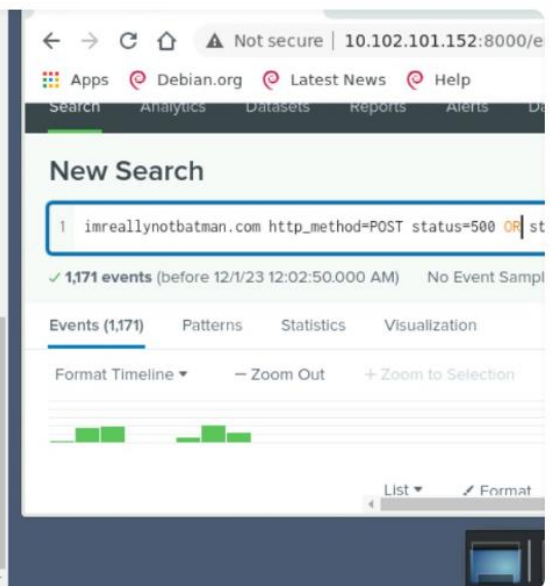 Not secure | 10.102.101.152:8000/e
Apps Debian.org Latest News Help
Search Analytics Datasets Reports Alerts Da
New Search
1 imreallynotbatman.com http_method=POST status=500 OR st
✓ 1,171 events (before 12/1/23 12:02:50.000 AM) No Event Sampl
Events (1,171) Patterns Statistics Visualization
Format Timeline ▾ — Zoom Out + Zoom to Selection
List ▾ Format